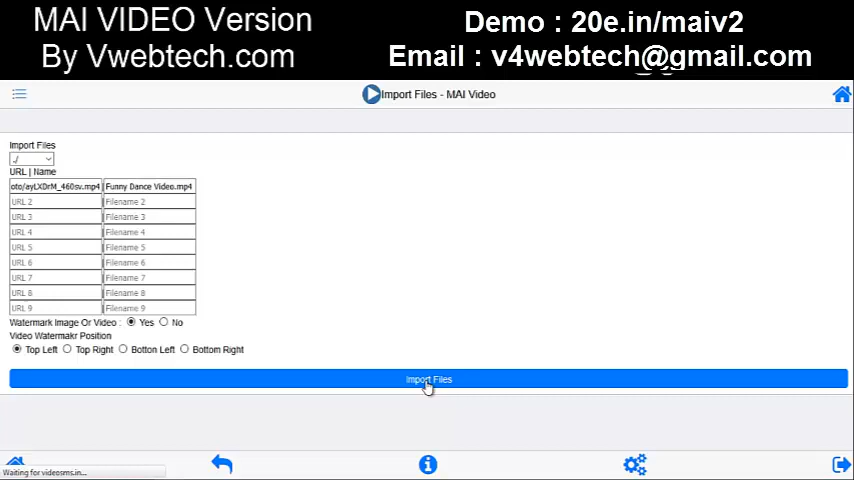 MAI VIDEO Version
By Vwebtech.com
Demo : 20e.in/maiv2
Email : v4webtech@gmail.com
Import Files - MAI Video
Import Files
./
URL | Name
oto/ayLXDrM_460sv.mp4 Funny Dance Video.mp4
URL 2 Filename 2
URL 3 Filename 3
URL 4 Filename 4
URL 5 Filename 5
URL 6 Filename 6
URL 7 Filename 7
URL 8 Filename 8
URL 9 Filename 9
Watermark Image Or Video : Yes No
Video Watermakr Position
Top Left Top Right Botton Left Bottom Right
Import Files
Waiting for videosms.in...